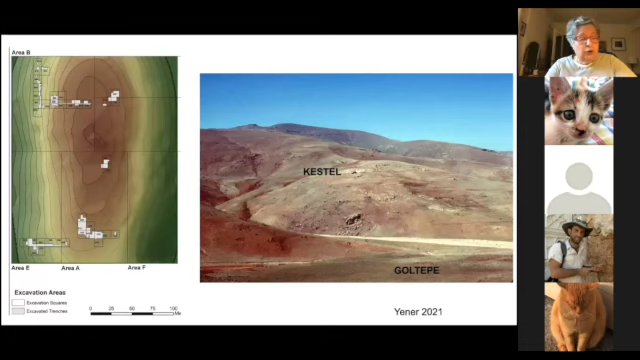 Area B
KESTEL
GOLTEPE
Area E Area A Area F
Excavation Areas
Excavation Squares
Excavated Trenches
0 25 50 75 100
Yener 2021